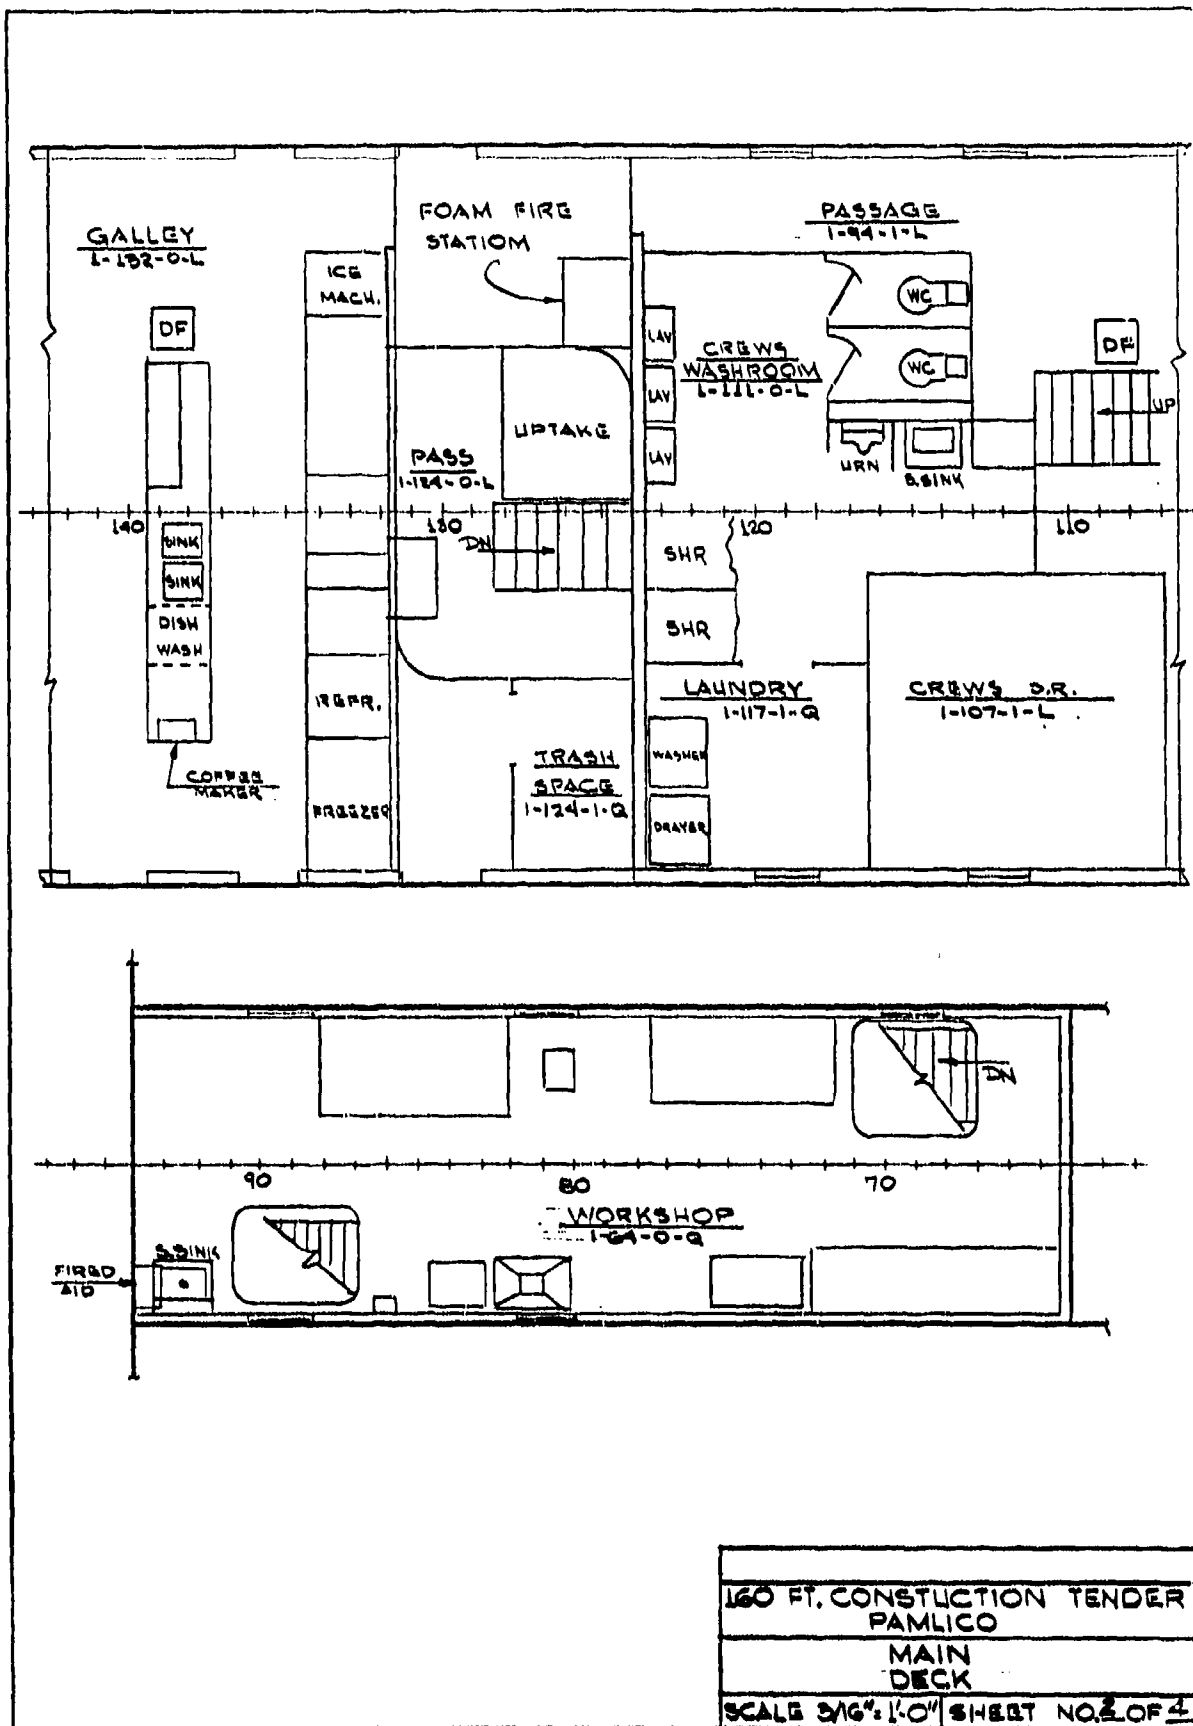 GALLEY
1-132-0-L
DF
SINK
SINK
DISH
WASH
COFFEE
MAKER
ICE
MACH.
REFR.
FREEZER
FOAM FIRE
STATIOM
UPTAKE
PASS
1-124-0-L
DN
TRASH
SPACE
1-124-1-Q
PASSAGE
1-94-1-L
LAV
LAV
LAV
CREWS
WASHROOM
1-111-0-L
WC
WC
URN
S.SINK
DF
UP
140
130
120
110
SHR
SHR
LAUNDRY
1-117-1-Q
WASHER
DRAYER
CREWS S.R.
1-107-1-L
DN
90
80
70
WORKSHOP
1-64-0-Q
S.SINK
FIRED
AID
160 FT. CONSTUCTION TENDER
PAMLICO
MAIN
DECK
SCALE 3/16"=1'-0" SHEET NO. 2 OF 4